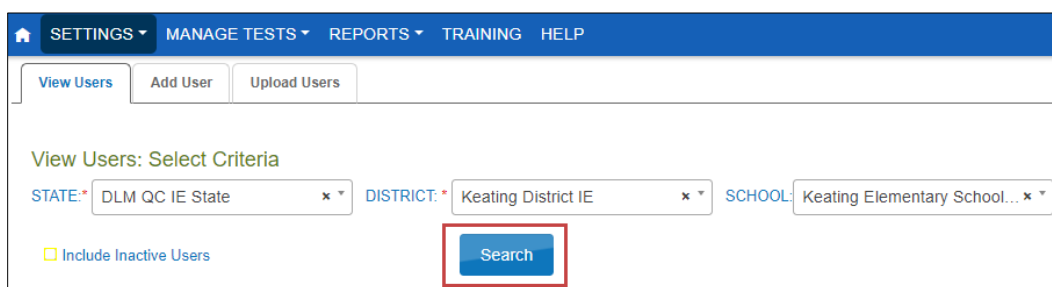 SETTINGS MANAGE TESTS REPORTS TRAINING HELP
View Users Add User Upload Users
View Users: Select Criteria
STATE:* DLM QC IE State × DISTRICT: * Keating District IE × SCHOOL: Keating Elementary School... ×
Include Inactive Users Search